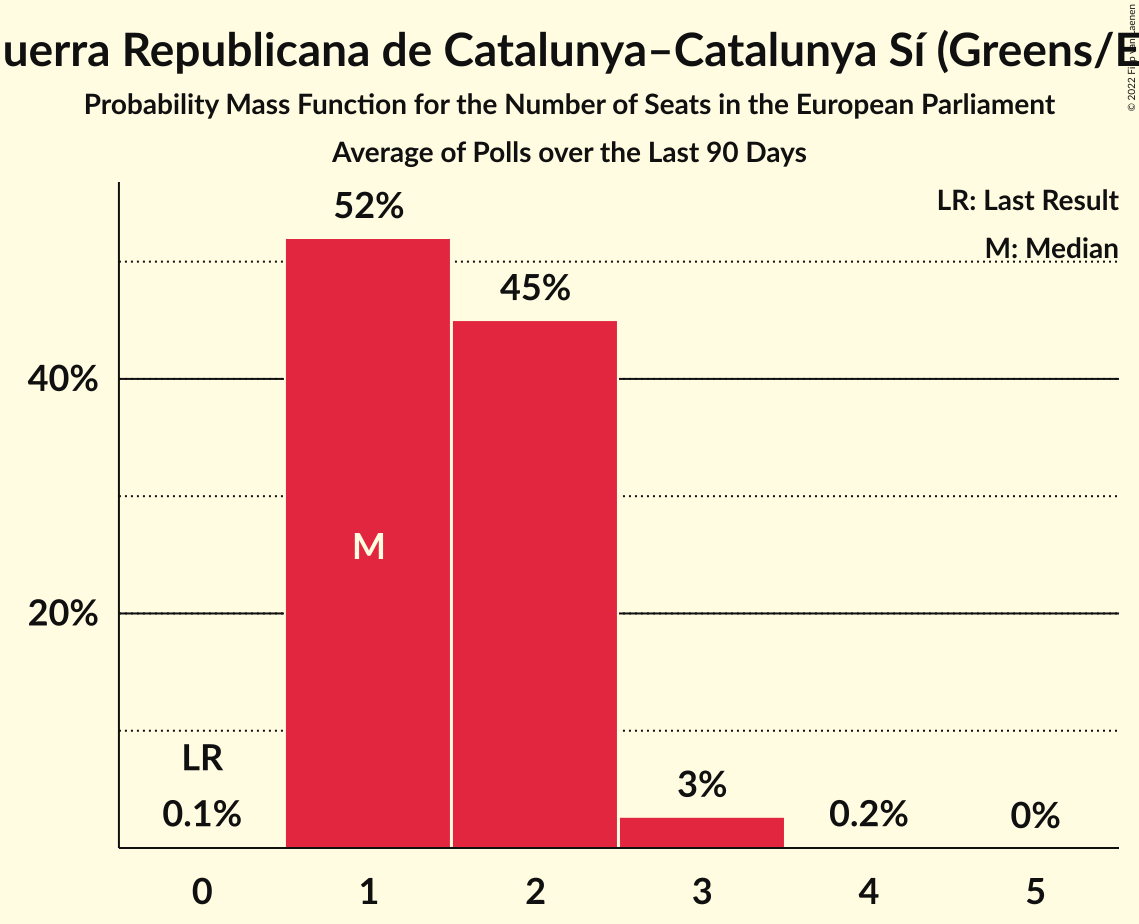 uerra Republicana de Catalunya–Catalunya Sí (Greens/E
Probability Mass Function for the Number of Seats in the European Parliament
Average of Polls over the Last 90 Days
LR: Last Result
M: Median
52%
45%
40%
M
20%
LR
0.1%
3%
0.2%
0%
0 1 2 3 4 5
© 2022